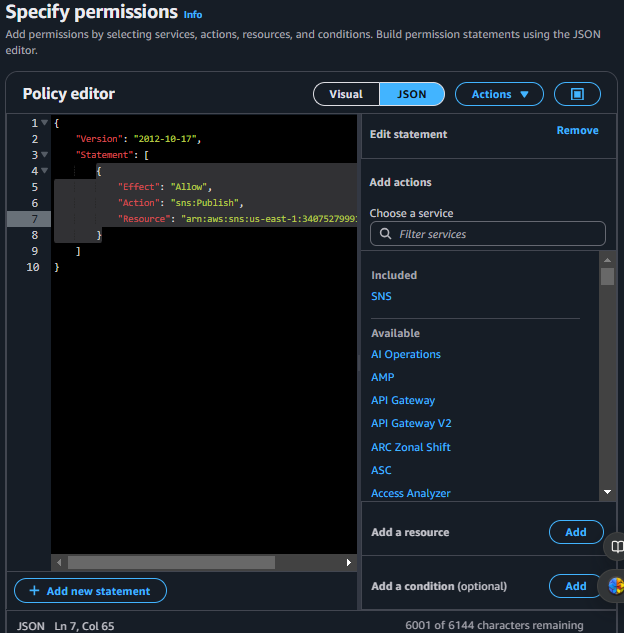 Specify permissions Info
Add permissions by selecting services, actions, resources, and conditions. Build permission statements using the JSON
editor.
Policy editor
Visual
JSON
Actions
1 {
2 "Version": "2012-10-17",
3 "Statement": [
4 {
5 "Effect": "Allow",
6 "Action": "sns:Publish",
7 "Resource": "arn:aws:sns:us-east-1:3407527999
8 }
9 ]
10 }
Edit statement
Remove
Add actions
Choose a service
Filter services
Included
SNS
Available
AI Operations
AMP
API Gateway
API Gateway V2
ARC Zonal Shift
ASC
Access Analyzer
Add a resource
Add
Add a condition (optional)
Add
+ Add new statement
JSON Ln 7, Col 65
6001 of 6144 characters remaining